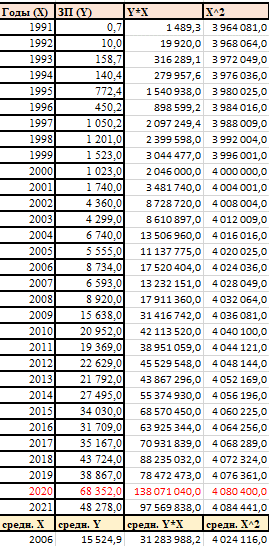 Годы (X) ЗП (Y) Y*X X^2
1991 0,7 1 489,3 3 964 081,0
1992 10,0 19 920,0 3 968 064,0
1993 158,7 316 289,1 3 972 049,0
1994 140,4 279 957,6 3 976 036,0
1995 772,4 1 540 938,0 3 980 025,0
1996 450,2 898 599,2 3 984 016,0
1997 1 050,2 2 097 249,4 3 988 009,0
1998 1 201,0 2 399 598,0 3 992 004,0
1999 1 523,0 3 044 477,0 3 996 001,0
2000 1 023,0 2 046 000,0 4 000 000,0
2001 1 740,0 3 481 740,0 4 004 001,0
2002 4 360,0 8 728 720,0 4 008 004,0
2003 4 299,0 8 610 897,0 4 012 009,0
2004 6 740,0 13 506 960,0 4 016 016,0
2005 5 555,0 11 137 775,0 4 020 025,0
2006 8 734,0 17 520 404,0 4 024 036,0
2007 6 593,0 13 232 151,0 4 028 049,0
2008 8 920,0 17 911 360,0 4 032 064,0
2009 15 638,0 31 416 742,0 4 036 081,0
2010 20 952,0 42 113 520,0 4 040 100,0
2011 19 369,0 38 951 059,0 4 044 121,0
2012 22 629,0 45 529 548,0 4 048 144,0
2013 21 792,0 43 867 296,0 4 052 169,0
2014 27 495,0 55 374 930,0 4 056 196,0
2015 34 030,0 68 570 450,0 4 060 225,0
2016 31 709,0 63 925 344,0 4 064 256,0
2017 35 167,0 70 931 839,0 4 068 289,0
2018 43 724,0 88 235 032,0 4 072 324,0
2019 38 867,0 78 472 473,0 4 076 361,0
2020 68 352,0 138 071 040,0 4 080 400,0
2021 48 278,0 97 569 838,0 4 084 441,0
средн. X средн. Y средн. Y*X средн. X^2
2006 15 524,9 31 283 988,2 4 024 116,0